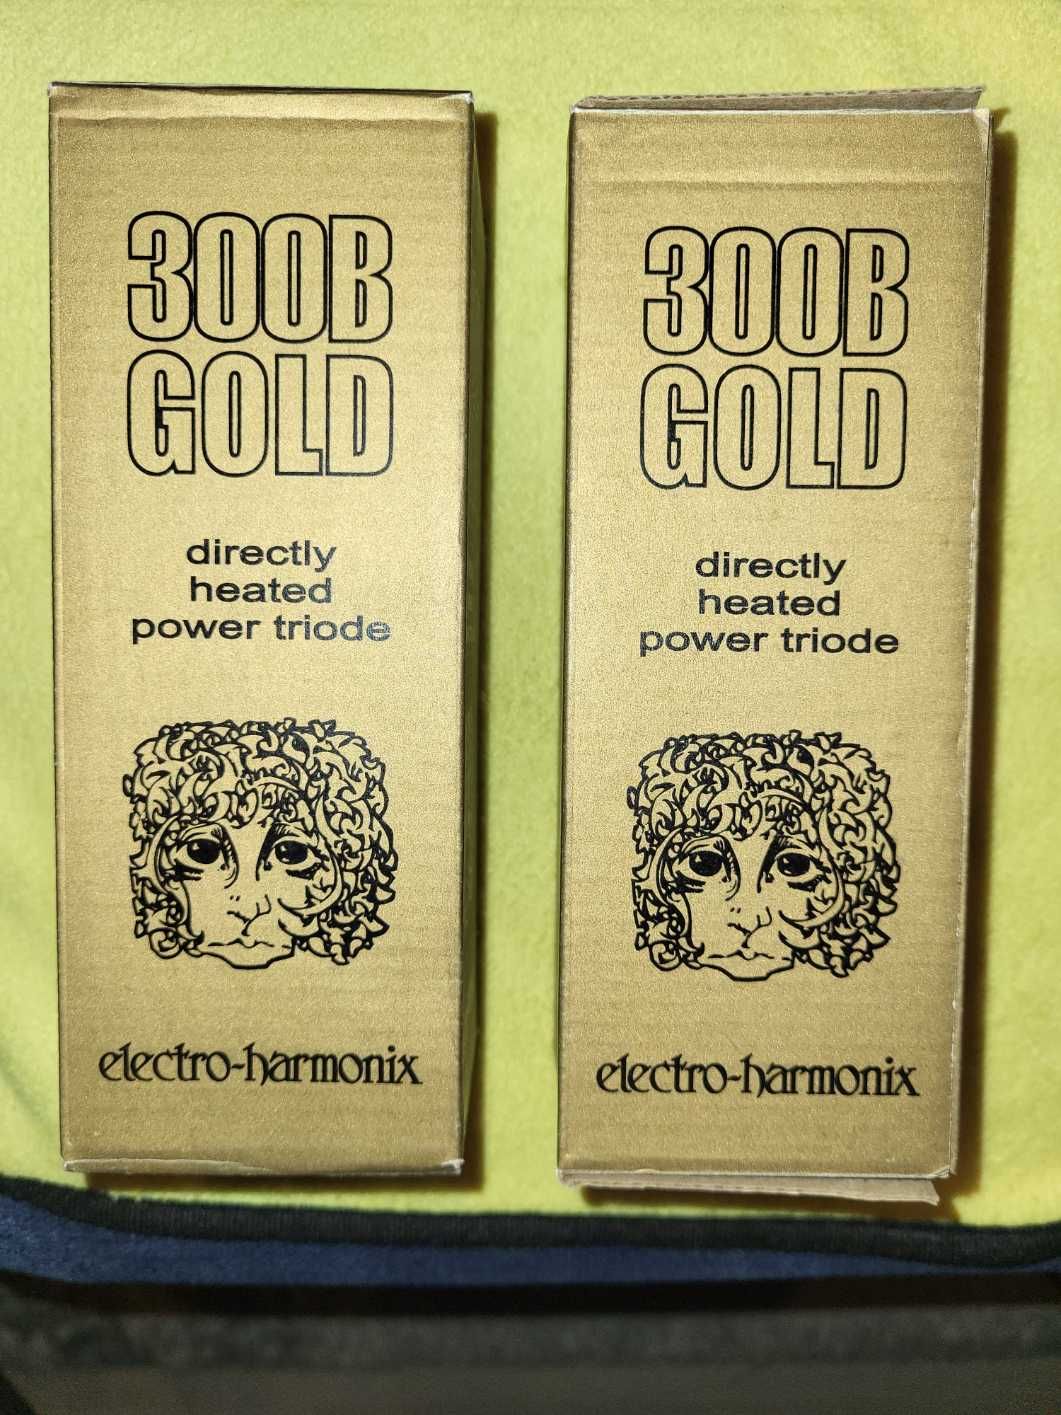 300B
GOLD
directly
heated
power triode
electro-harmonix
300B
GOLD
directly
heated
power triode
electro-harmonix